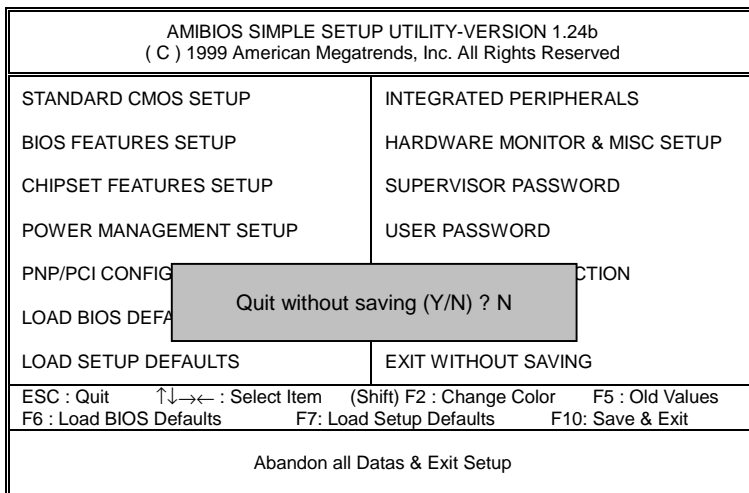 AMIBIOS SIMPLE SETUP UTILITY-VERSION 1.24b
( C ) 1999 American Megatrends, Inc. All Rights Reserved
STANDARD CMOS SETUP
BIOS FEATURES SETUP
CHIPSET FEATURES SETUP
POWER MANAGEMENT SETUP
PNP/PCI
LOAD BIOS
LOAD SETUP DEFAULTS
INTEGRATED PERIPHERALS
HARDWARE MONITOR & MISC SETUP
SUPERVISOR PASSWORD
USER PASSWORD
EXIT WITHOUT SAVING
Quit without saving (Y/N) ? N
ESC : Quit ↑↓→← : Select Item (Shift) F2 : Change Color F5 : Old Values
F6 : Load BIOS Defaults F7: Load Setup Defaults F10: Save & Exit
Abandon all Datas & Exit Setup